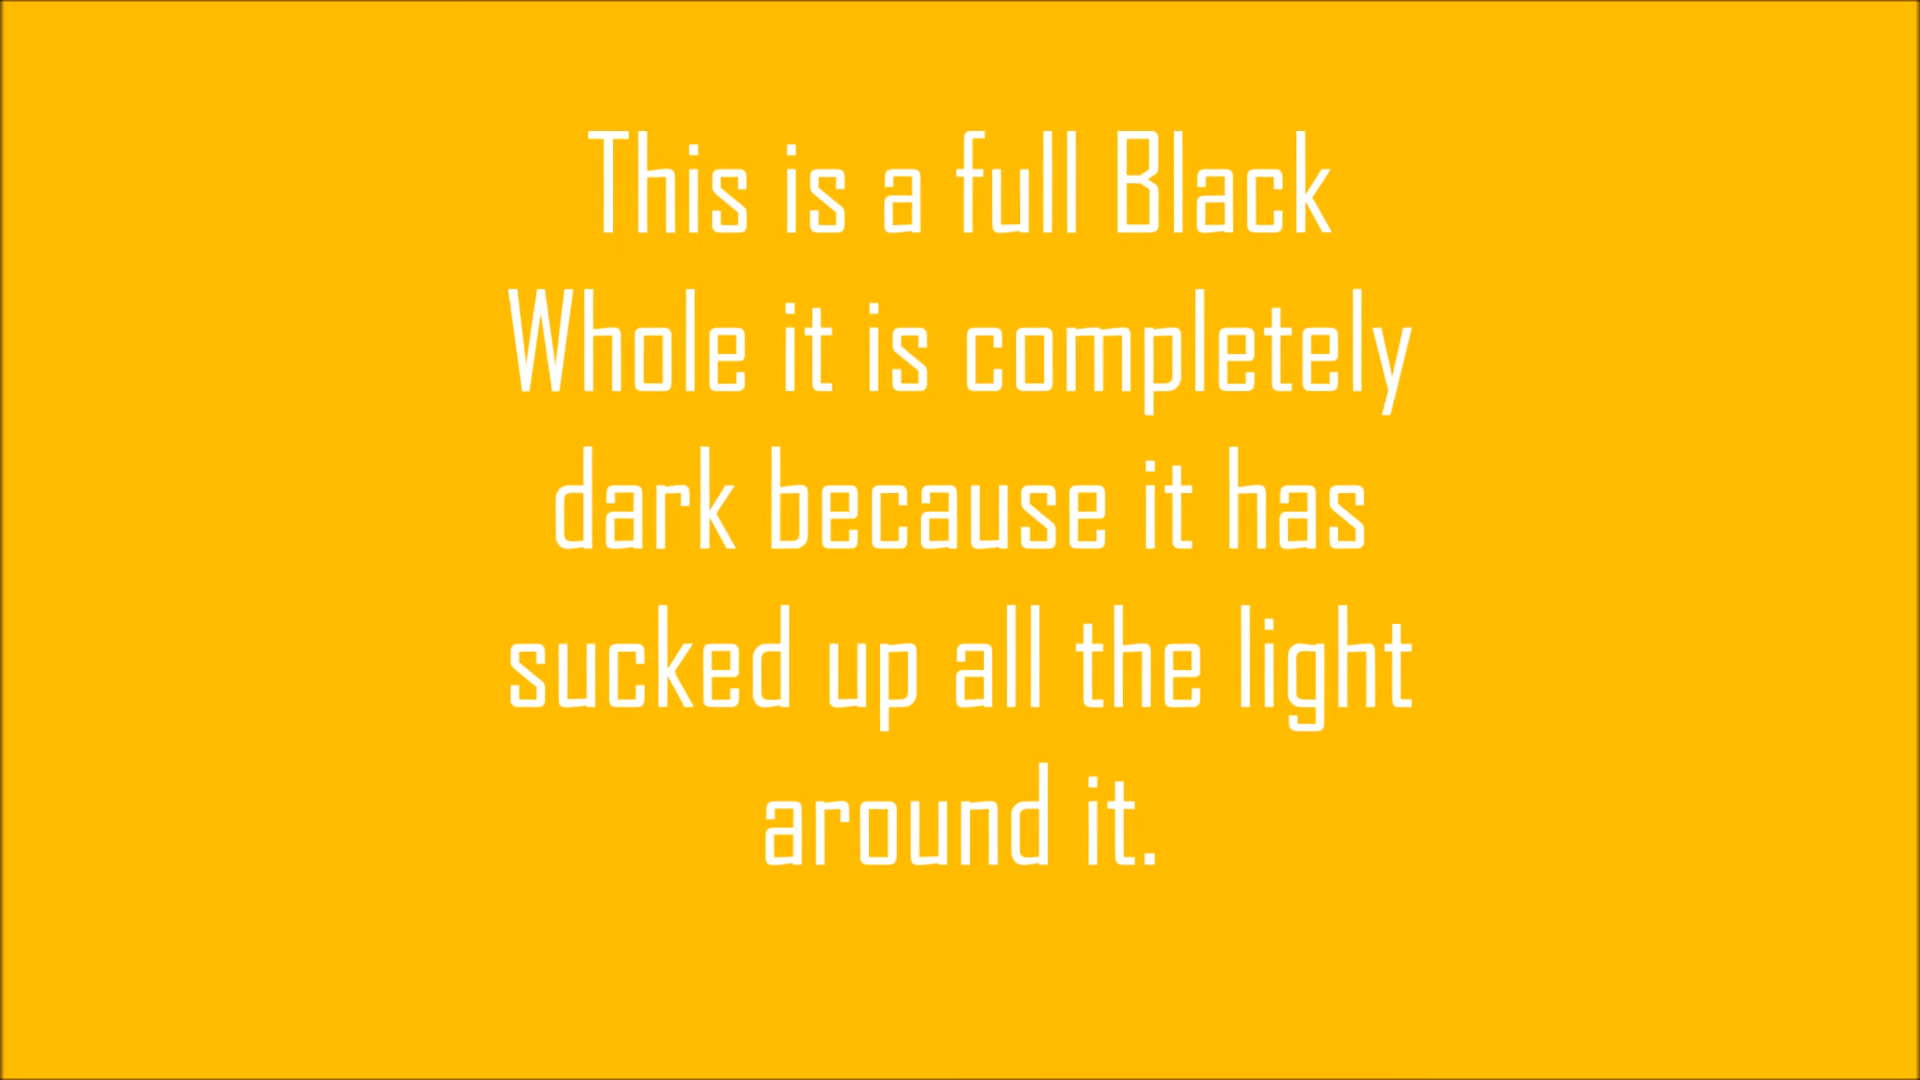 This is a full Black
Whole it is completely
dark because it has
sucked up all the light
around it.